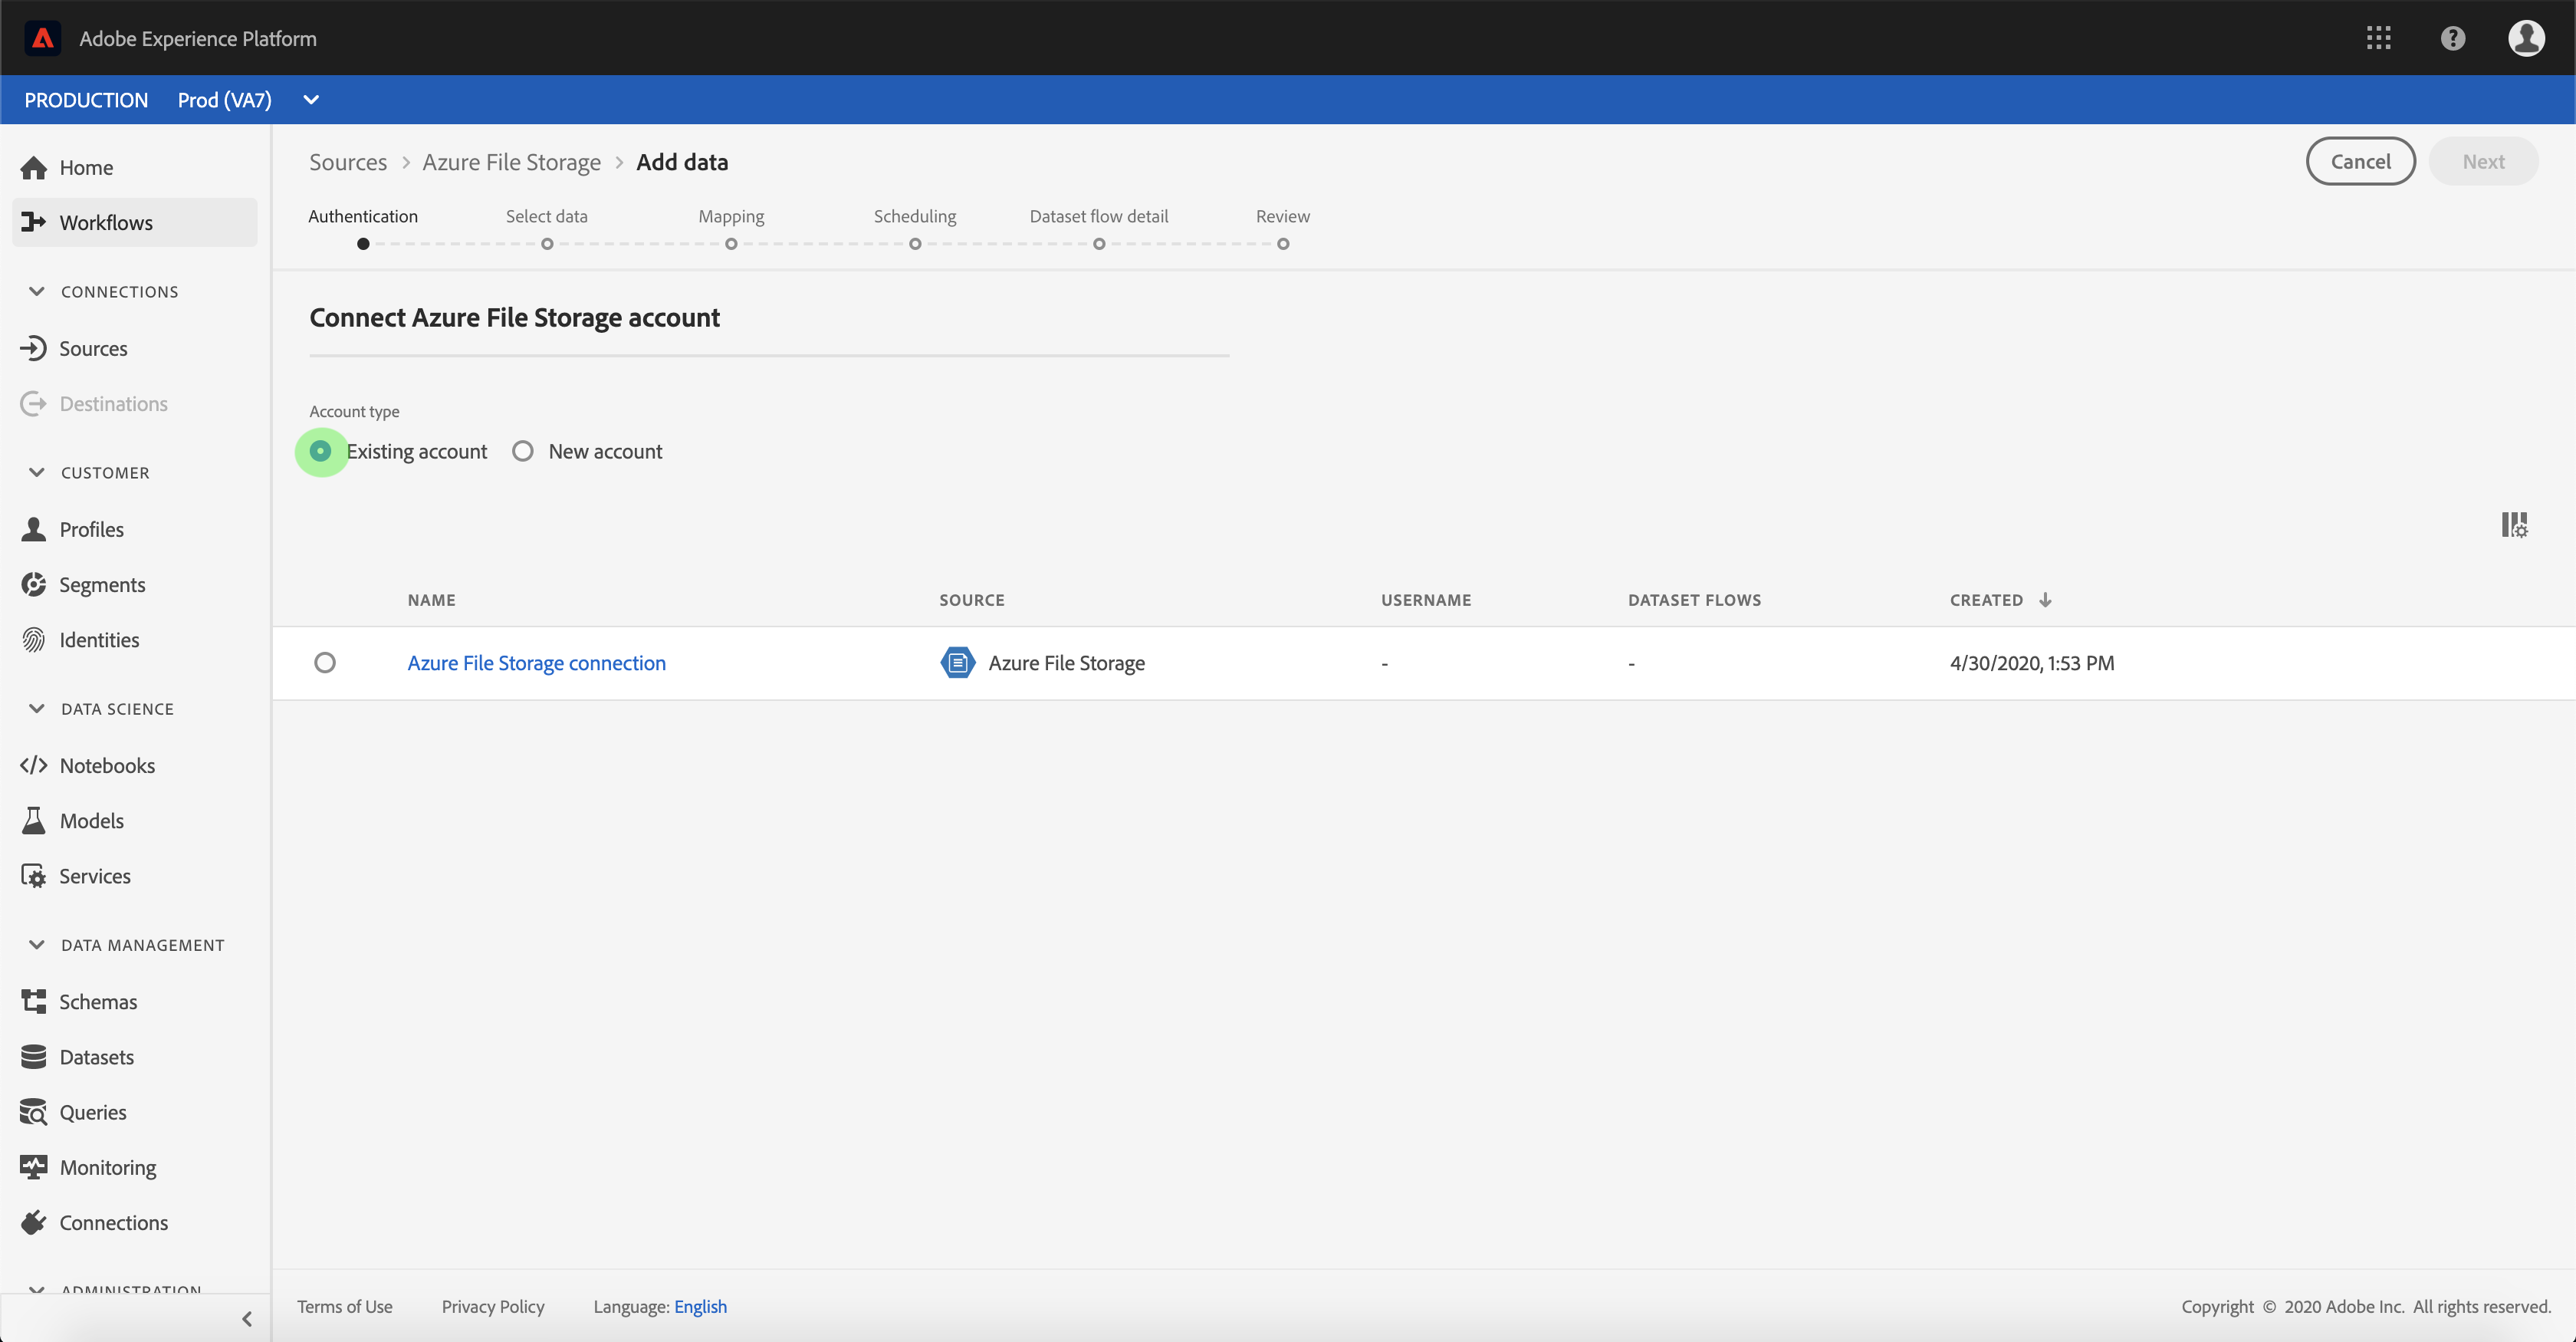 Adobe Experience Platform
PRODUCTION Prod (VA7)
Home
Workflows
CONNECTIONS
Sources
Destinations
CUSTOMER
Profiles
Segments
Identities
DATA SCIENCE
Notebooks
Models
Services
DATA MANAGEMENT
Schemas
Datasets
Queries
Monitoring
Connections
ADMINISTRATION
Sources > Azure File Storage > Add data
Cancel Next
Authentication Select data Mapping Scheduling Dataset flow detail Review
Connect Azure File Storage account
Account type
Existing account New account
NAME SOURCE USERNAME DATASET FLOWS CREATED
Azure File Storage connection Azure File Storage - - 4/30/2020, 1:53 PM
Terms of Use Privacy Policy Language: English Copyright © 2020 Adobe Inc. All rights reserved.